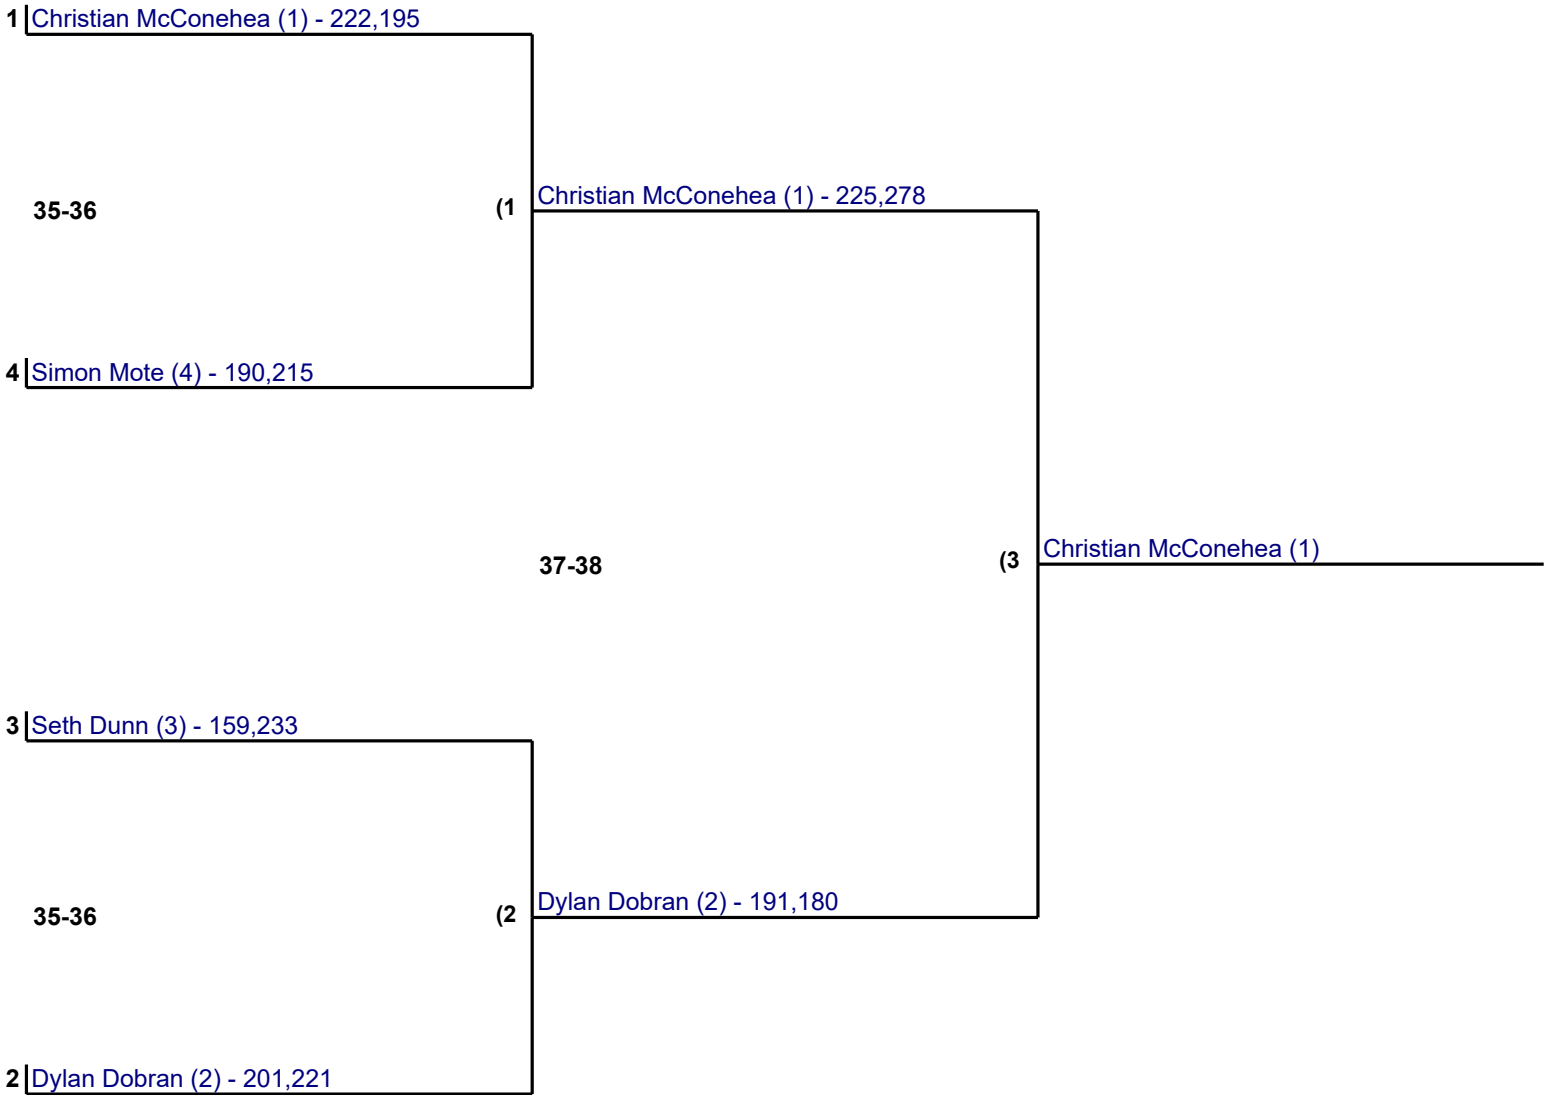 1 Christian McConehea (1) - 222,195
35-36
(1
Christian McConehea (1) - 225,278
4 Simon Mote (4) - 190,215
37-38
(3
Christian McConehea (1)
3 Seth Dunn (3) - 159,233
35-36
(2
Dylan Dobran (2) - 191,180
2 Dylan Dobran (2) - 201,221